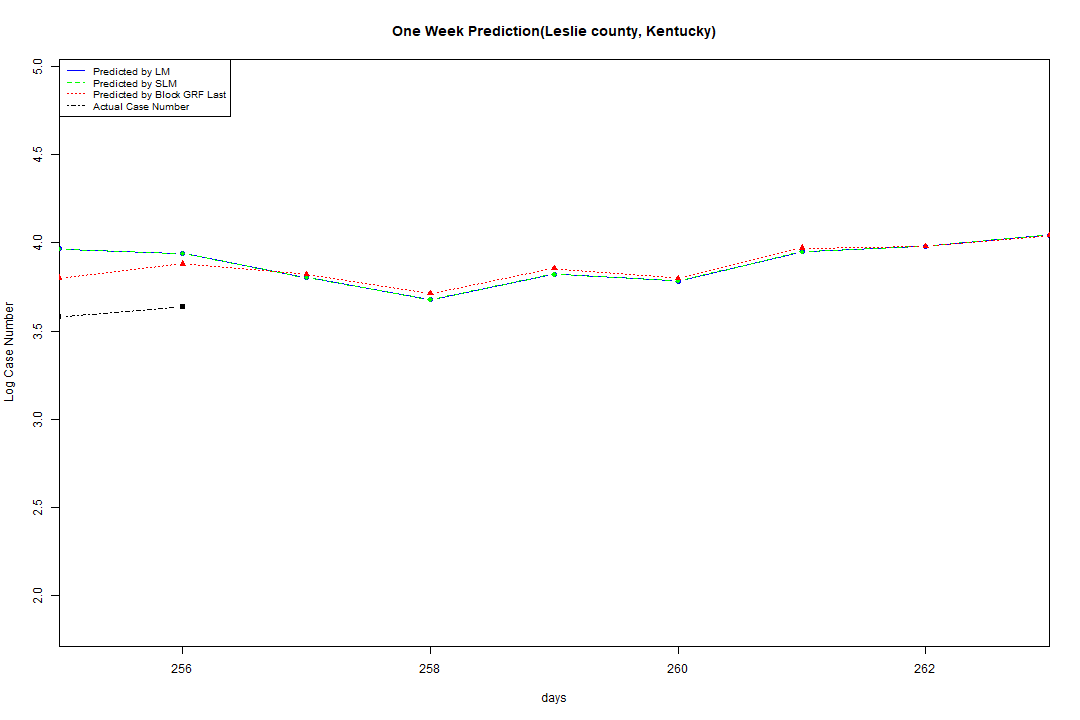 One Week Prediction(Leslie county, Kentucky)
Predicted by LM
Predicted by SLM
Predicted by Block GRF Last
Actual Case Number
5.0
4.5
4.0
3.5
3.0
2.5
2.0
Log Case Number
256
258
260
262
days